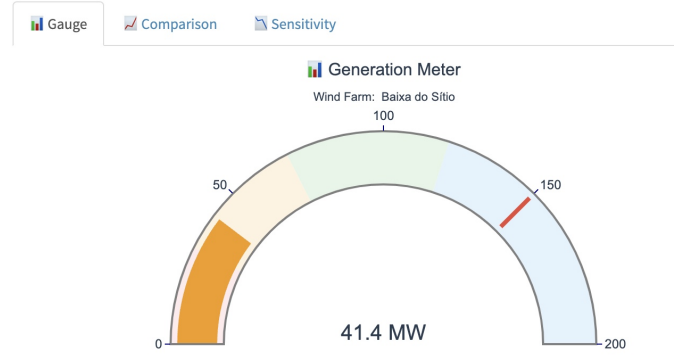 Gauge Comparison Sensitivity
Generation Meter
Wind Farm: Baixa do Sítio
100
50
150
41.4 MW
0
200